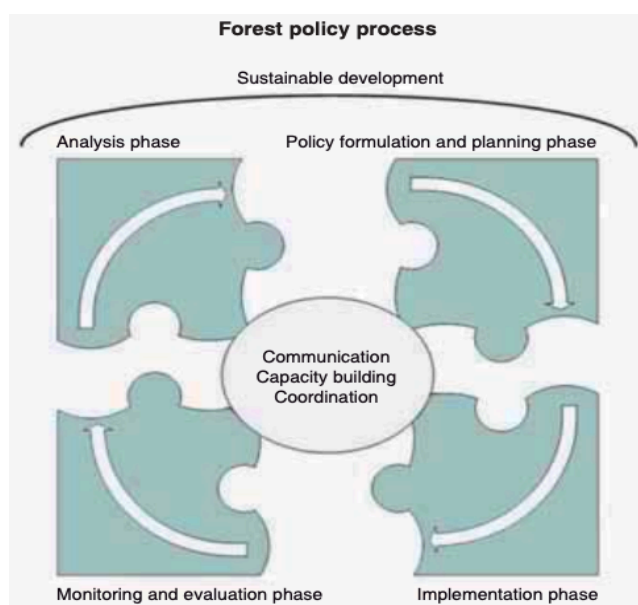 Forest policy process
Sustainable development
Analysis phase
Policy formulation and planning phase
Communication
Capacity building
Coordination
Monitoring and evaluation phase
Implementation phase